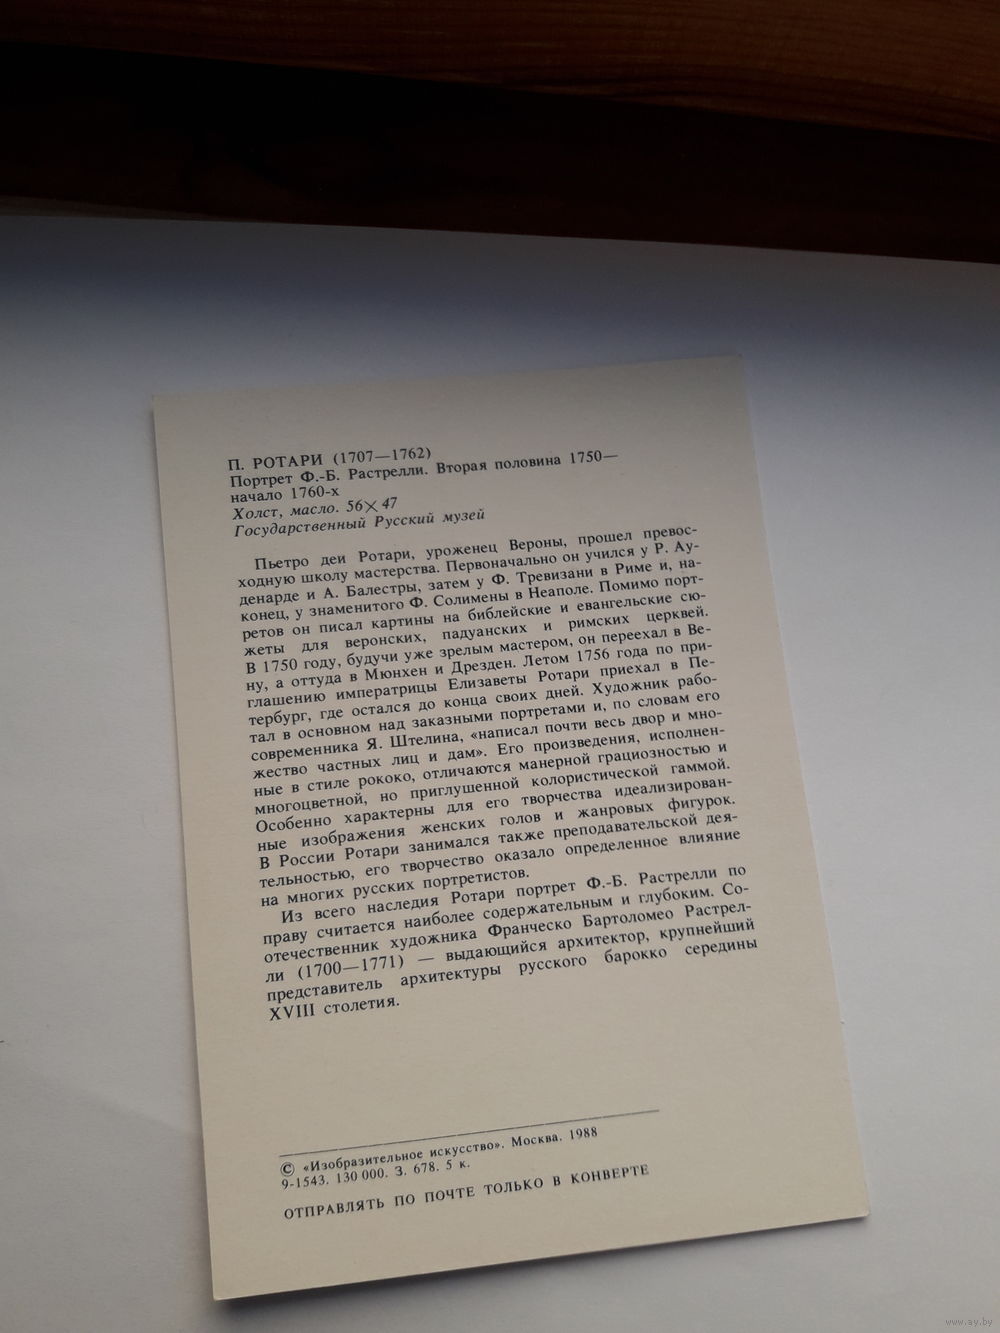 П. РОТАРИ (1707—1762)
Портрет Ф.-Б. Растрелли. Вторая половина 1750—
начало 1760-х
Холст, масло. 56×47
Государственный Русский музей
Пьетро деи Ротари, уроженец Вероны, прошел превос-
ходную школу мастерства. Первоначально он учился у Р. Ау-
денарде и А. Балестры, затем у Ф. Тревизани в Риме и, на-
конец, у знаменитого Ф. Солимены в Неаполе. Помимо порт-
ретов он писал картины на библейские и евангельские сю-
жеты для веронских, падуанских и римских церквей.
В 1750 году, будучи уже зрелым мастером, он переехал в Ве-
ну, а оттуда в Мюнхен и Дрезден. Летом 1756 года по при-
глашению императрицы Елизаветы Ротари приехал в Пе-
тербург, где остался до конца своих дней. Художник рабо-
тал в основном над заказными портретами и, по словам его
современника Я. Штелина, «написал почти весь двор и мно-
жество частных лиц и дам». Его произведения, исполнен-
ные в стиле рококо, отличаются манерной грациозностью и
многоцветной, но приглушенной колористической гаммой.
Особенно характерны для его творчества идеализирован-
ные изображения женских голов и жанровых фигурок.
В России Ротари занимался также преподавательской дея-
тельностью, его творчество оказало определенное влияние
на многих русских портретистов.
Из всего наследия Ротари портрет Ф.-Б. Растрелли по
праву считается наиболее содержательным и глубоким. Со-
отечественник художника Франческо Бартоломео Растрел-
ли (1700—1771) — выдающийся архитектор, крупнейший
представитель архитектуры русского барокко середины
XVIII столетия.
© «Изобразительное искусство». Москва. 1988
9-1543. 130 000. З. 678. 5 к.
ОТПРАВЛЯТЬ ПО ПОЧТЕ ТОЛЬКО В КОНВЕРТЕ
www.ay.by